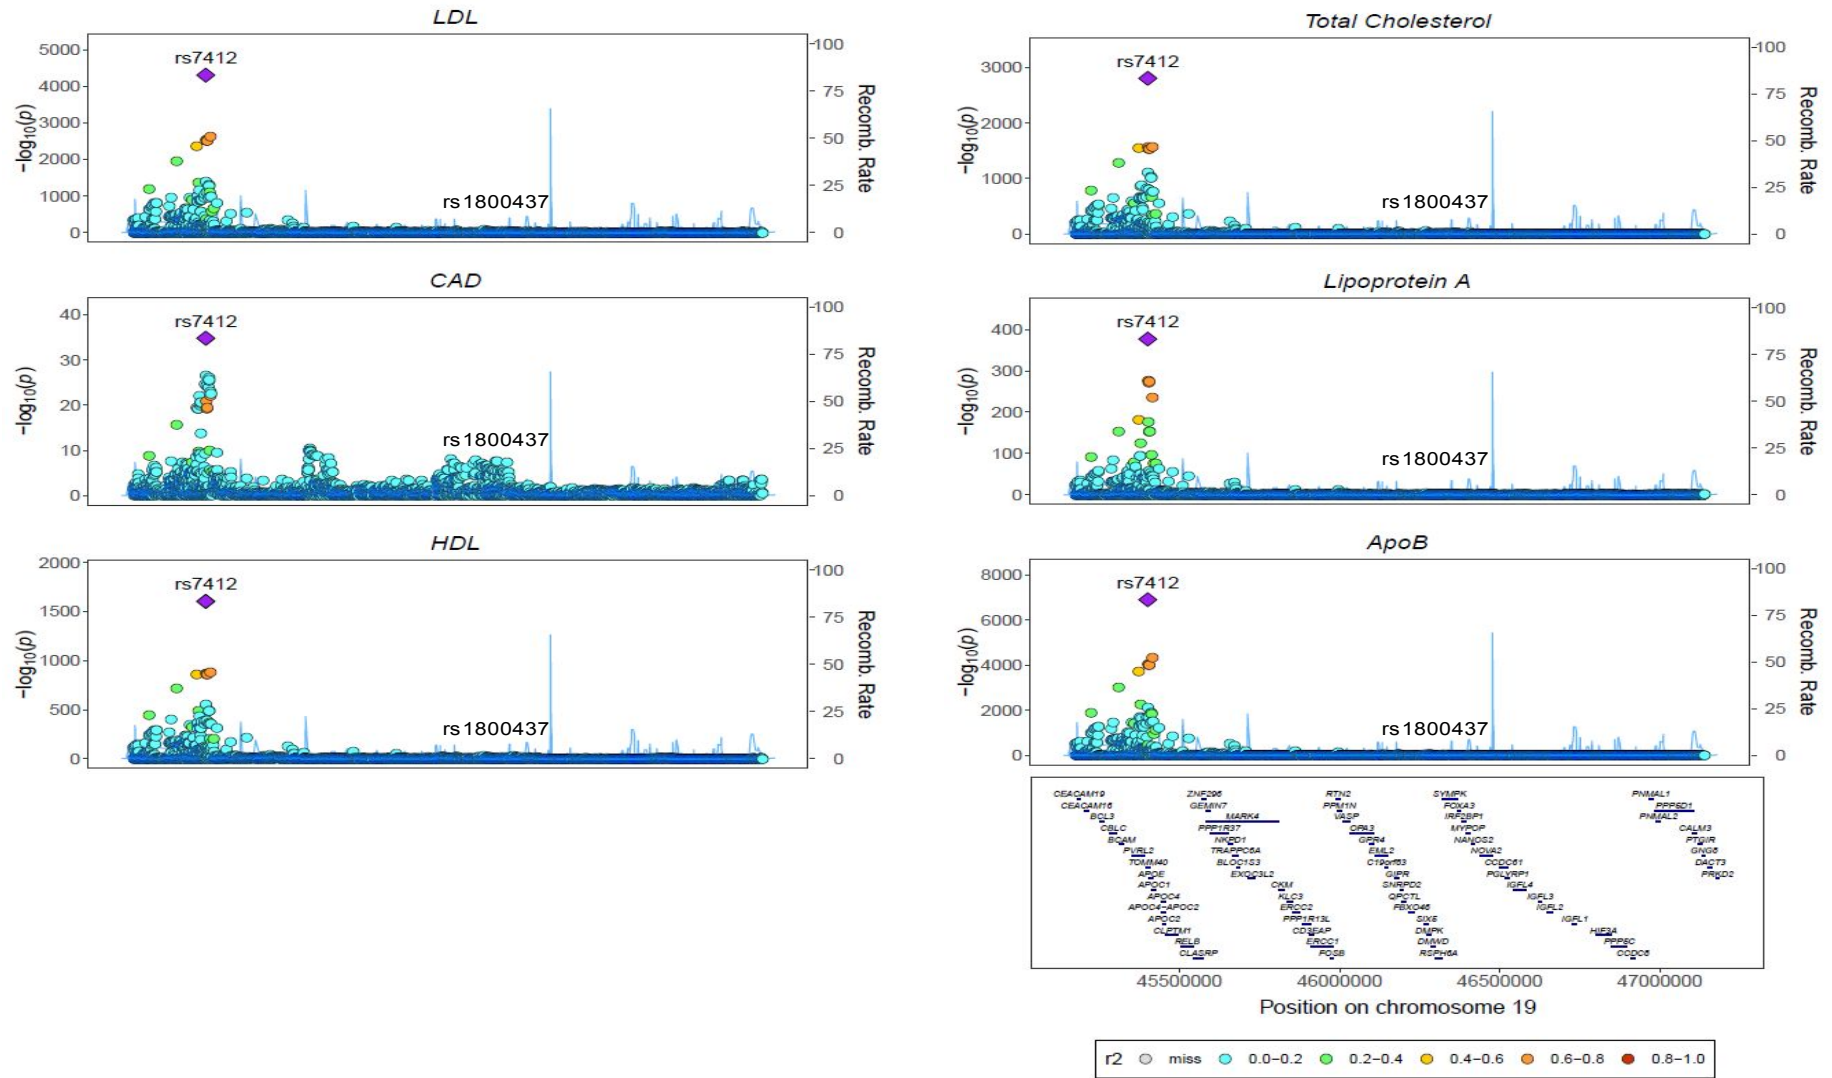 LDL
5000
4000
3000
2000
1000
0
−log10(p)
100
75
50
25
0
Recomb. Rate
rs7412
rs1800437
Total Cholesterol
3000
2000
1000
0
−log10(p)
100
75
50
25
0
Recomb. Rate
rs7412
rs1800437
CAD
40
30
20
10
0
−log10(p)
100
75
50
25
0
Recomb. Rate
rs7412
rs1800437
Lipoprotein A
400
300
200
100
0
−log10(p)
100
75
50
25
0
Recomb. Rate
rs7412
rs1800437
HDL
2000
1500
1000
500
0
−log10(p)
100
75
50
25
0
Recomb. Rate
rs7412
rs1800437
ApoB
8000
6000
4000
2000
0
−log10(p)
100
75
50
25
0
Recomb. Rate
rs7412
rs1800437
CEACAM19 ZNF296 RTN2 SYMPK PNMAL1
CEACAM16 GEMIN7 PPM1N FOXA3 PPP5D1
BCL3 MARK4 VASP IRF2BP1 PNMAL2
CBLC PPP1R37 OPA3 MYPOP CALM3
BCAM NKPD1 GPR4 NANOS2 PTGIR
PVRL2 TRAPPC6A EML2 NOVA2 GNG8
TOMM40 BLOC1S3 C19orf83 CCDC61 DACT3
APOE EXOC3L2 GIPR PGLYRP1 PRKD2
APOC1 CKM SNRPD2 IGFL4
APOC4 KLC3 QPCTL IGFL3
APOC4−APOC2 ERCC2 FBXO46 IGFL2
APOC2 PPP1R13L SIX5 IGFL1
CLPTM1 CD3EAP DMPK HIF3A
RELB ERCC1 DMWD PPP5C
CLASRP FOSB RSPH6A CCDC8
45500000 46000000 46500000 47000000
Position on chromosome 19
r2 miss 0.0−0.2 0.2−0.4 0.4−0.6 0.6−0.8 0.8−1.0